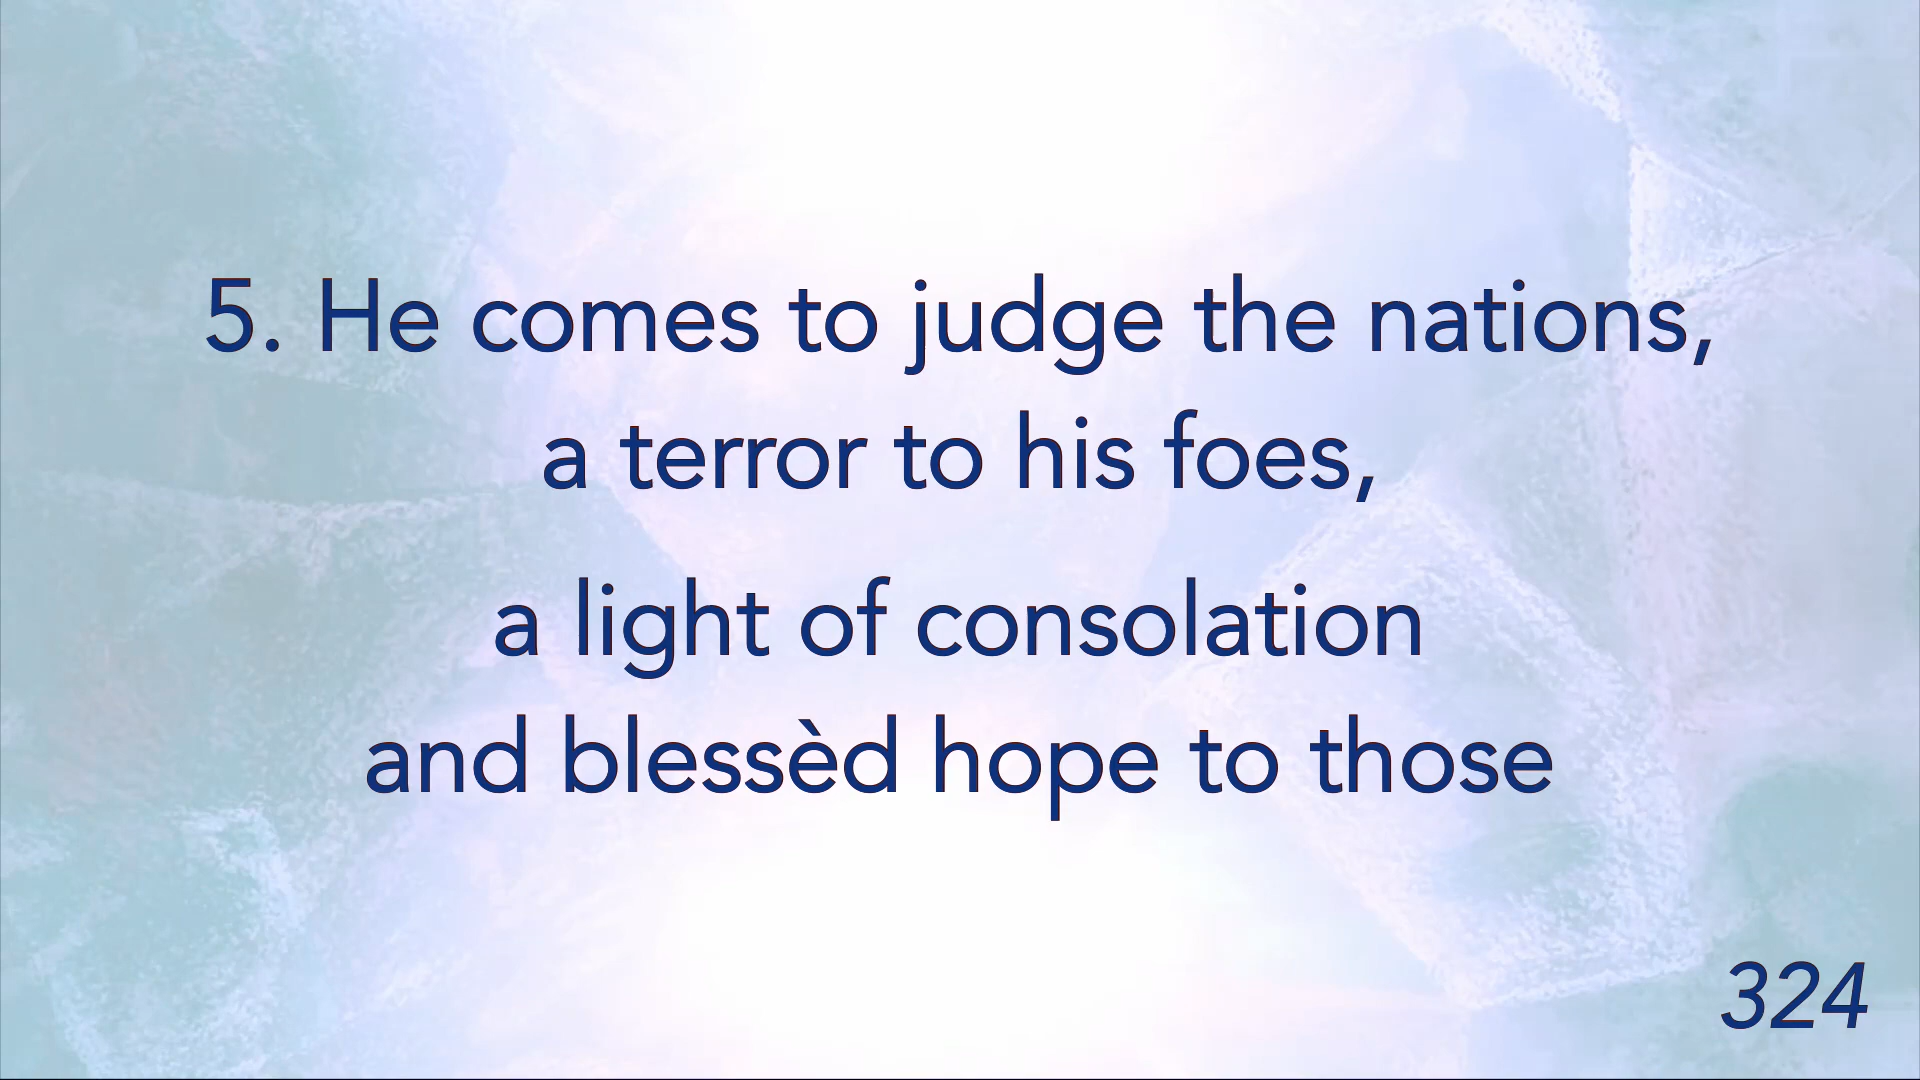 5. He comes to judge the nations,
a terror to his foes,
a light of consolation
and blessèd hope to those
324